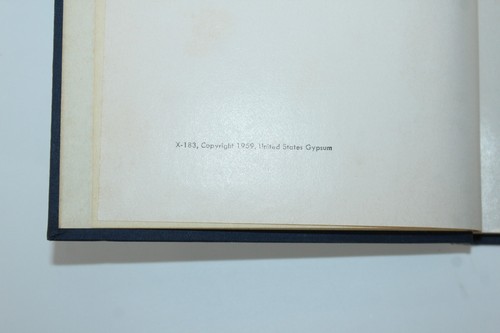 X-183, Copyright 1959, United States Gypsum